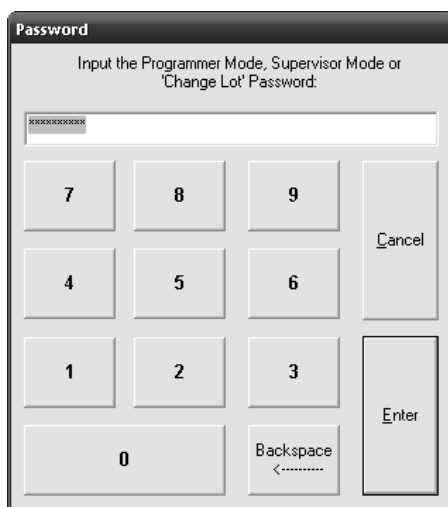 Password
Input the Programmer Mode, Supervisor Mode or
'Change Lot' Password:
**********
7 8 9
Cancel
4 5 6
1 2 3
Enter
0 Backspace
<----------